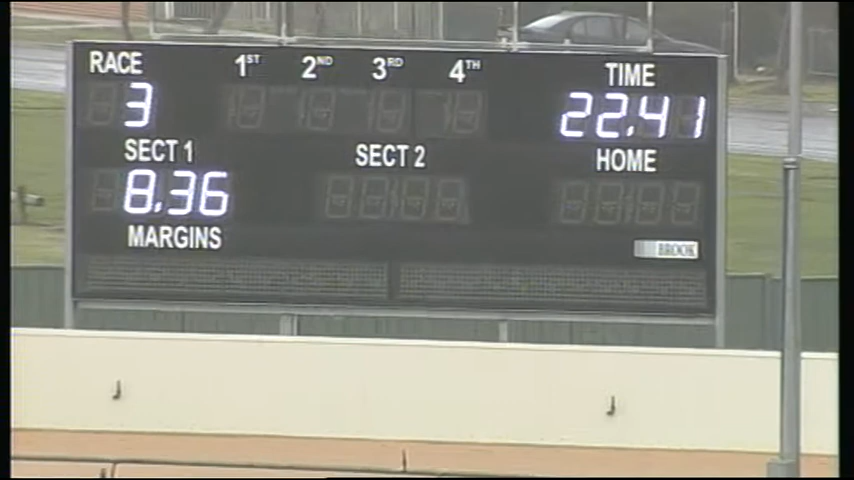 RACE 1ST 2ND 3RD 4TH TIME
3 22.41
SECT 1 SECT 2 HOME
8.36
MARGINS
BROOK